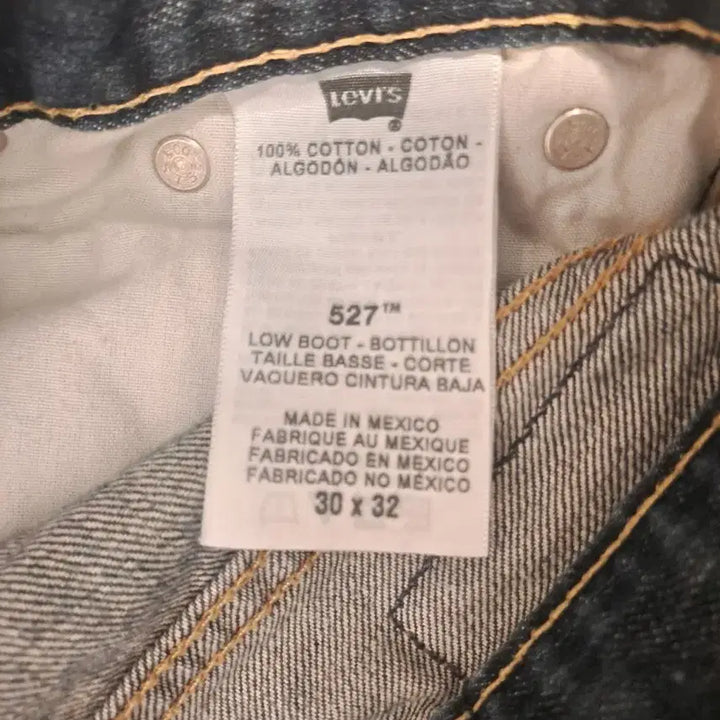 Levi's
®
100% COTTON - COTON -
ALGODÓN - ALGODÃO
527™
LOW BOOT - BOTTILLON
TAILLE BASSE - CORTE
VAQUERO CINTURA BAJA
MADE IN MEXICO
FABRIQUE AU MEXIQUE
FABRICADO EN MÉXICO
FABRICADO NO MÉXICO
30 x 32